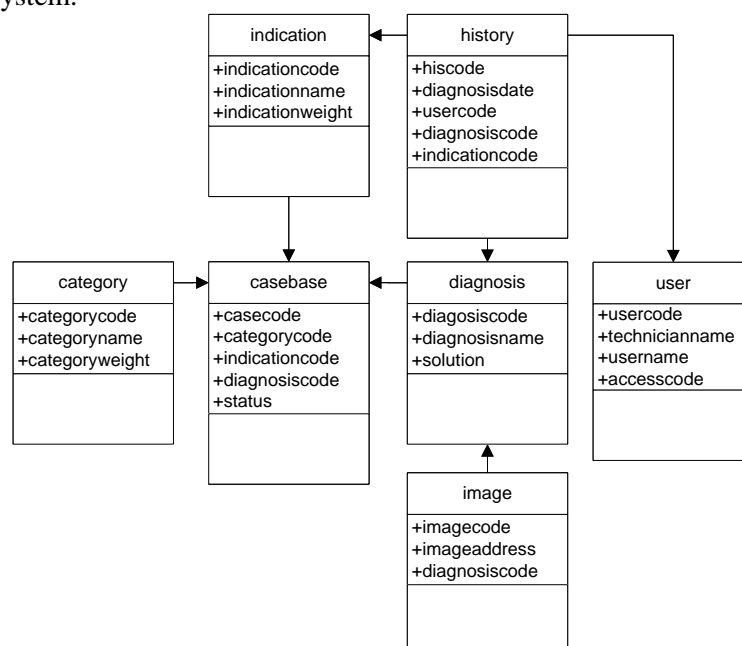 ystem.
indication
+indicationcode
+indicationname
+indicationweight
history
+hiscode
+diagnosisdate
+usercode
+diagnosiscode
+indicationcode
category
+categorycode
+categoryname
+categoryweight
casebase
+casecode
+categorycode
+indicationcode
+diagnosiscode
+status
diagnosis
+diagosiscode
+diagnosisname
+solution
user
+usercode
+technicianname
+username
+accesscode
image
+imagecode
+imageaddress
+diagnosiscode